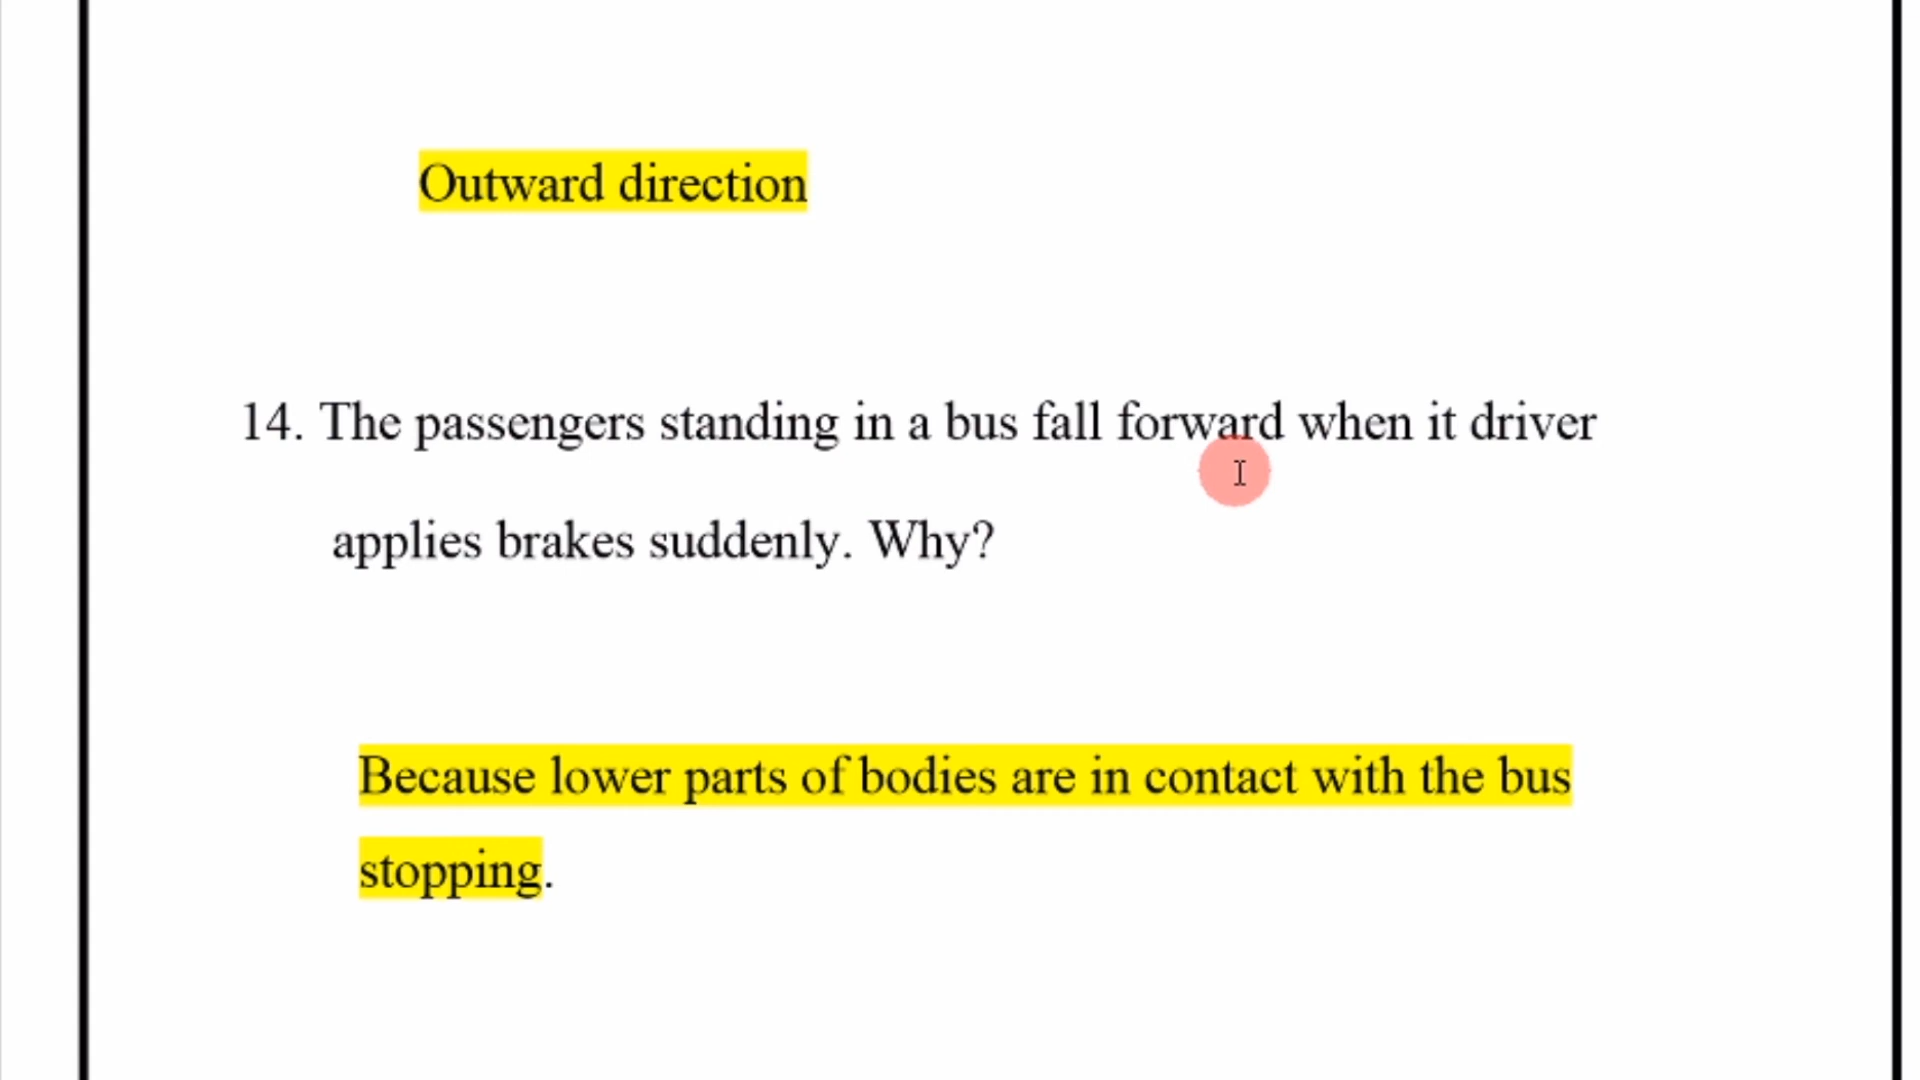 Outward direction
14. The passengers standing in a bus fall forward when it driver
applies brakes suddenly. Why?
Because lower parts of bodies are in contact with the bus
stopping.